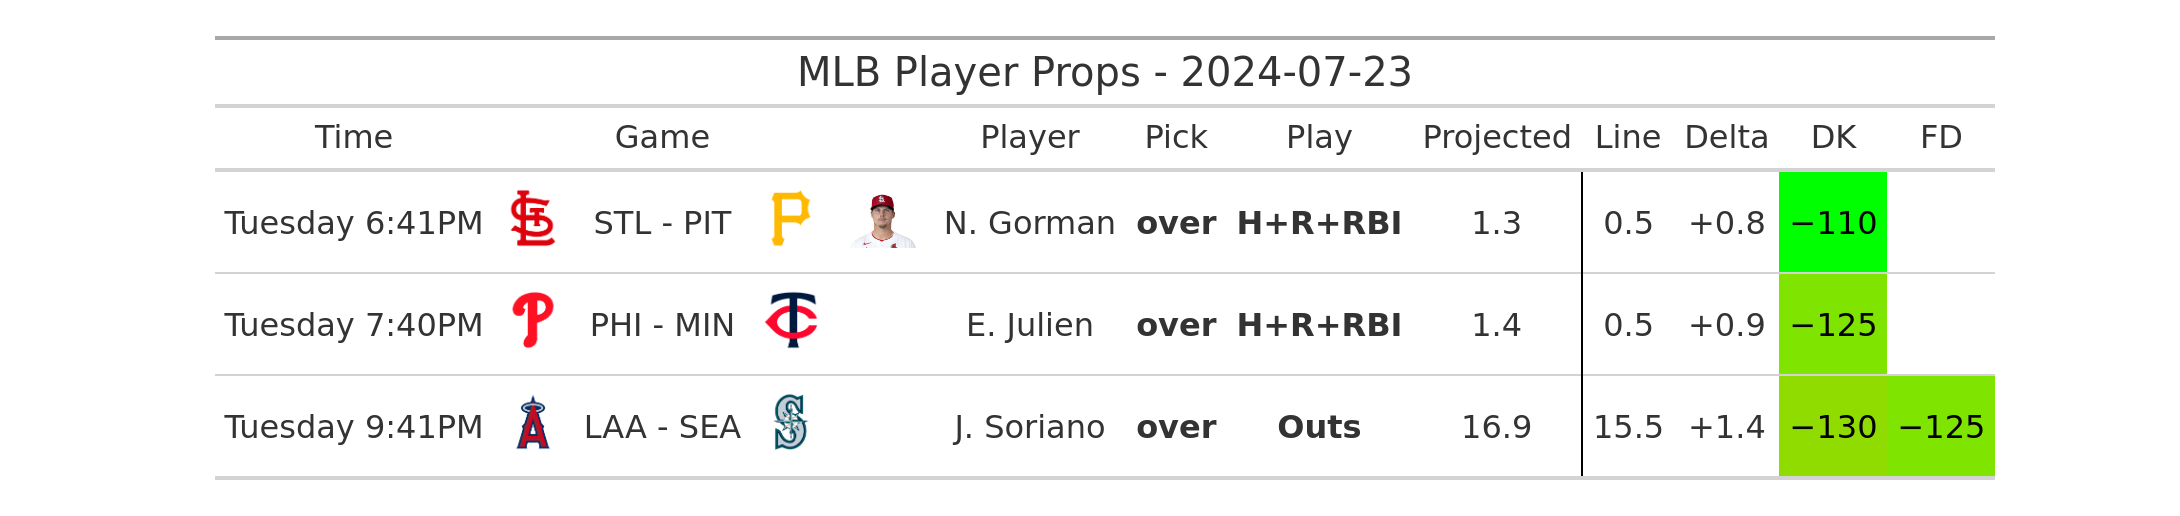 MLB Player Props - 2024-07-23
Time Game Player Pick Play Projected Line Delta DK FD
Tuesday 6:41PM STL - PIT N. Gorman over H+R+RBI 1.3 0.5 +0.8 −110
Tuesday 7:40PM PHI - MIN E. Julien over H+R+RBI 1.4 0.5 +0.9 −125
Tuesday 9:41PM LAA - SEA J. Soriano over Outs 16.9 15.5 +1.4 −130 −125